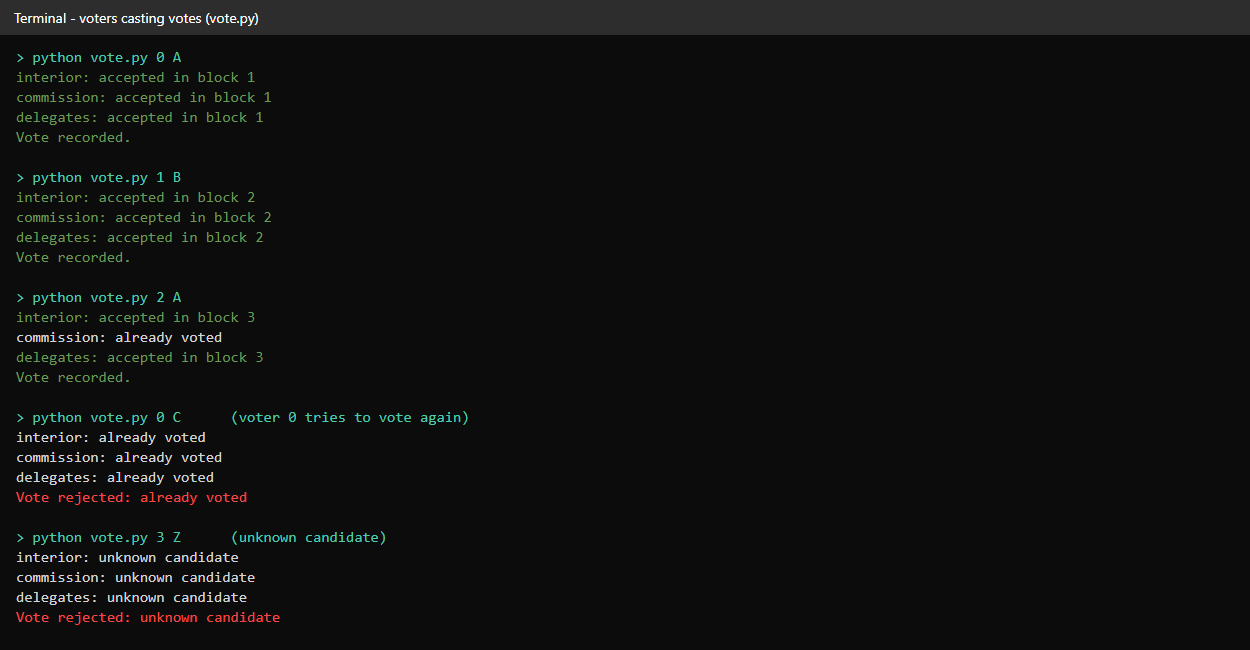 Terminal - voters casting votes (vote.py)
> python vote.py 0 A
interior: accepted in block 1
commission: accepted in block 1
delegates: accepted in block 1
Vote recorded.
> python vote.py 1 B
interior: accepted in block 2
commission: accepted in block 2
delegates: accepted in block 2
Vote recorded.
> python vote.py 2 A
interior: accepted in block 3
commission: already voted
delegates: accepted in block 3
Vote recorded.
> python vote.py 0 C      (voter 0 tries to vote again)
interior: already voted
commission: already voted
delegates: already voted
Vote rejected: already voted
> python vote.py 3 Z      (unknown candidate)
interior: unknown candidate
commission: unknown candidate
delegates: unknown candidate
Vote rejected: unknown candidate